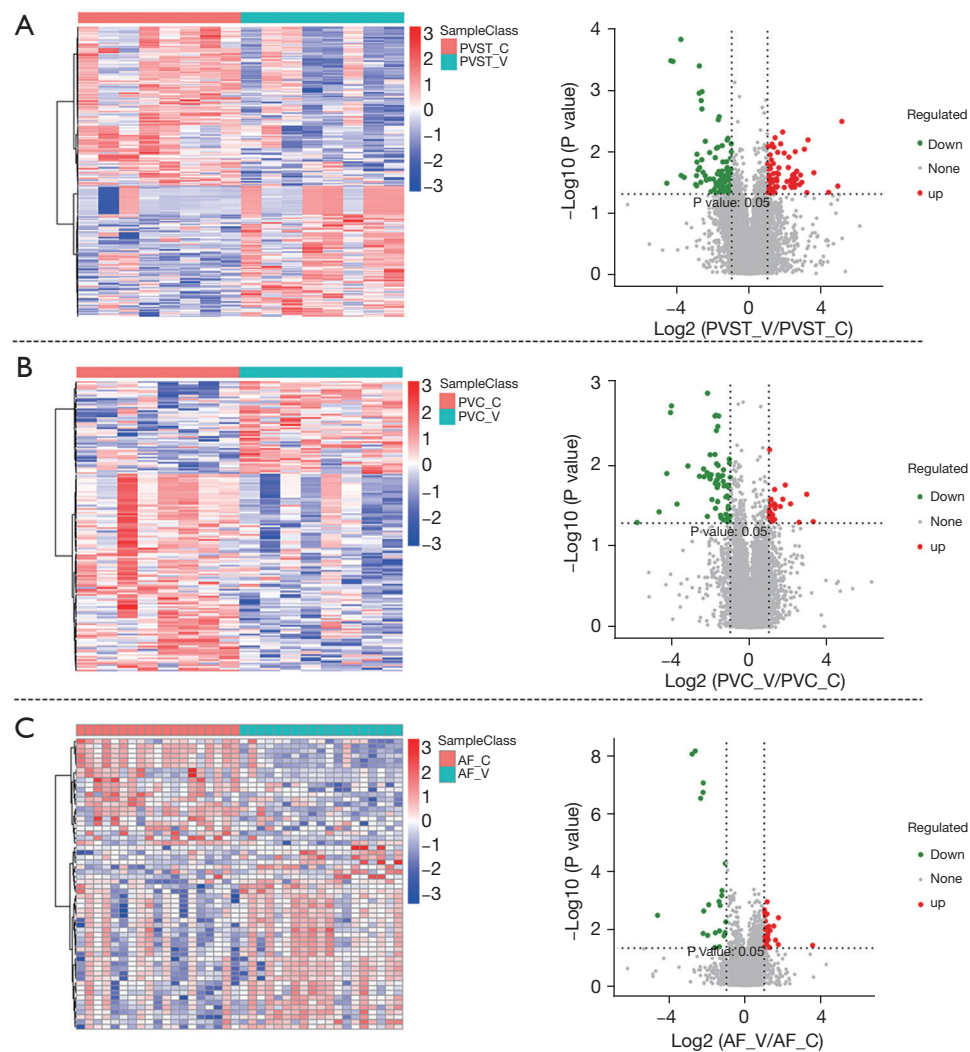 A
SampleClass
PVST_C
PVST_V
3
2
1
0
−1
−2
−3
4
3
2
1
0
−Log10 (P value)
P value: 0.05
−4
0
4
Log2 (PVST_V/PVST_C)
Regulated
Down
None
up
B
SampleClass
PVC_C
PVC_V
3
2
1
0
−1
−2
−3
3
2
1
0
−Log10 (P value)
P value: 0.05
−4
0
4
Log2 (PVC_V/PVC_C)
Regulated
Down
None
up
C
SampleClass
AF_C
AF_V
3
2
1
0
−1
−2
−3
8
6
4
2
0
−Log10 (P value)
P value: 0.05
−4
0
4
Log2 (AF_V/AF_C)
Regulated
Down
None
up